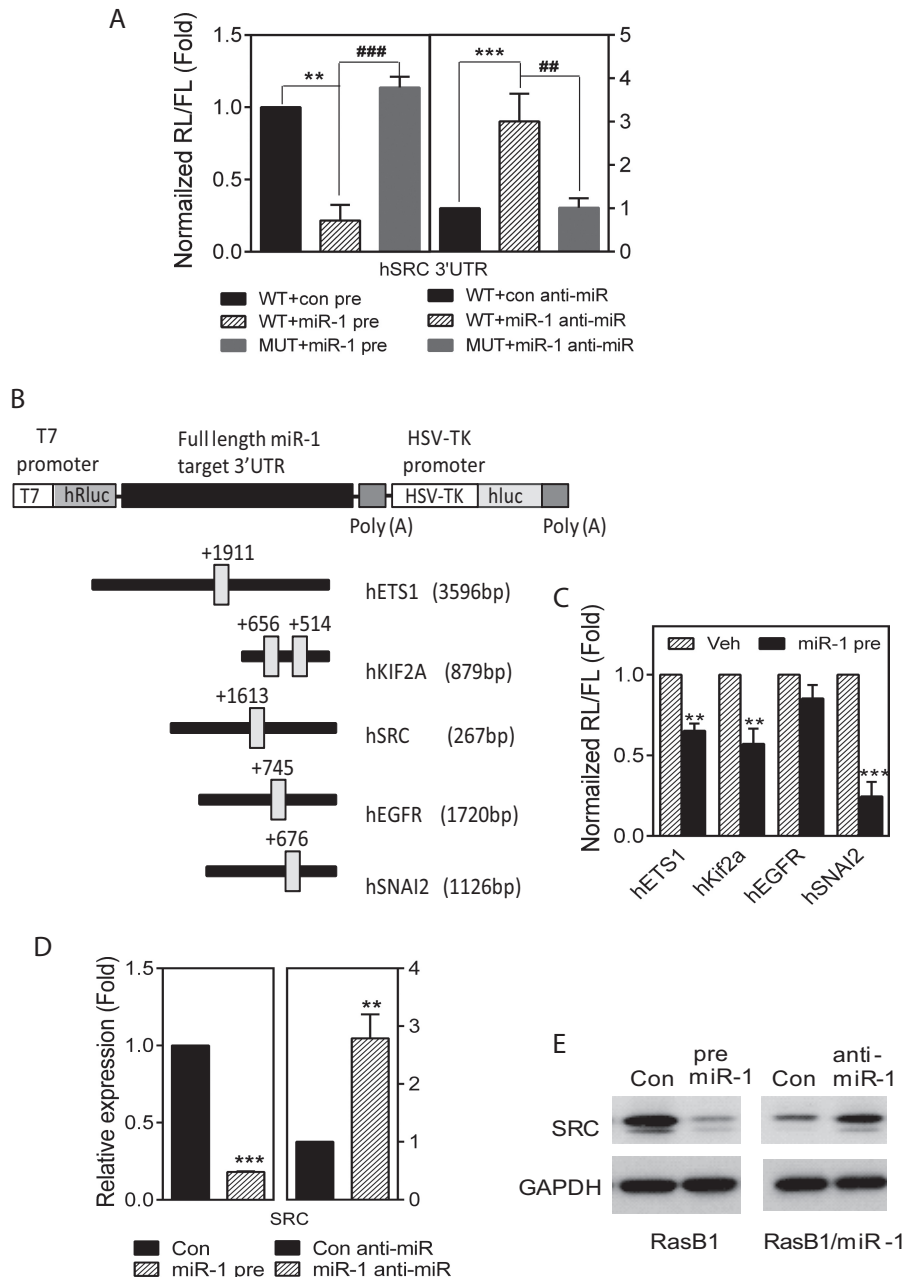 A
Normailzed RL/FL (Fold)
1.5
1.0
0.5
0.0
**
###
***
##
5
4
3
2
1
0
hSRC 3'UTR
WT+con pre
WT+miR-1 pre
MUT+miR-1 pre
WT+con anti-miR
WT+miR-1 anti-miR
MUT+miR-1 anti-miR
B
T7
promoter
Full length miR-1
target 3’UTR
HSV-TK
promoter
T7
hRluc
HSV-TK
hluc
Poly (A)
Poly (A)
+1911
hETS1 (3596bp)
+656 +514
hKIF2A (879bp)
+1613
hSRC (267bp)
+745
hEGFR (1720bp)
+676
hSNAI2 (1126bp)
C
Normailzed RL/FL (Fold)
Veh
miR-1 pre
1.0
0.5
0.0
**
**
***
hETS1
hKif2a
hEGFR
hSNAI2
D
Relative expression (Fold)
1.5
1.0
0.5
0.0
***
**
4
3
2
1
0
SRC
Con
miR-1 pre
Con anti-miR
miR-1 anti-miR
E
Con
pre
miR-1
Con
anti-
miR-1
SRC
GAPDH
RasB1
RasB1/miR -1